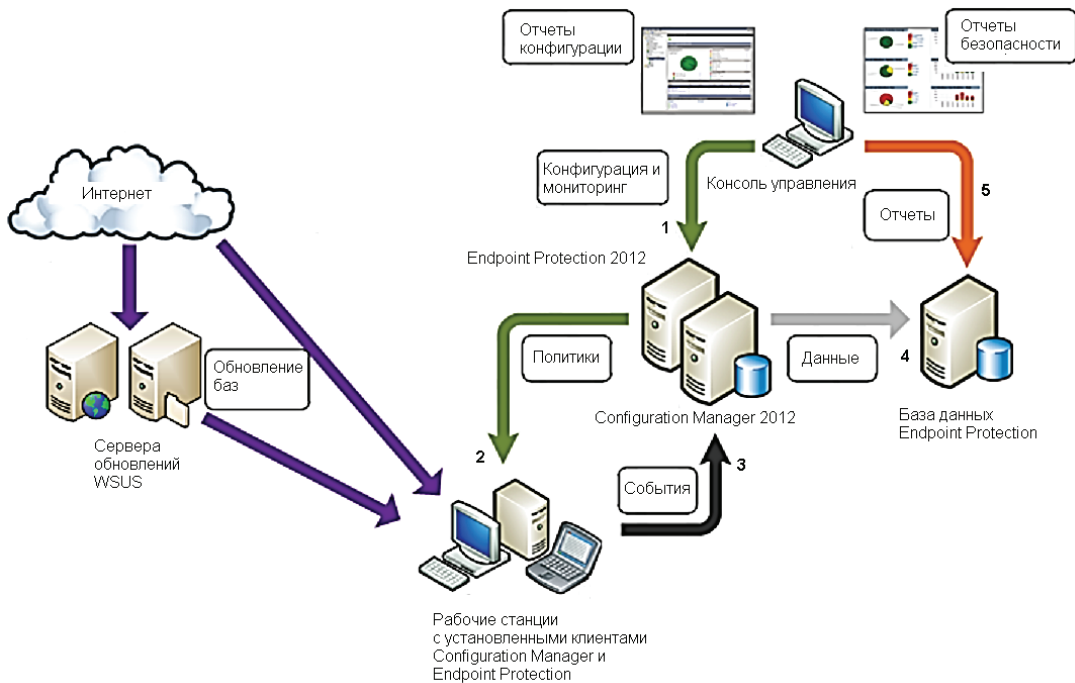 Отчеты
конфигурации
Отчеты
безопасности
Интернет
Конфигурация и
мониторинг
Консоль управления
5
Отчеты
1
Endpoint Protection 2012
Политики
Данные
4
Обновление
баз
Configuration Manager 2012
База данных
Endpoint Protection
Сервера
обновлений
WSUS
2
3
События
Рабочие станции
с установленными клиентами
Configuration Manager и
Endpoint Protection